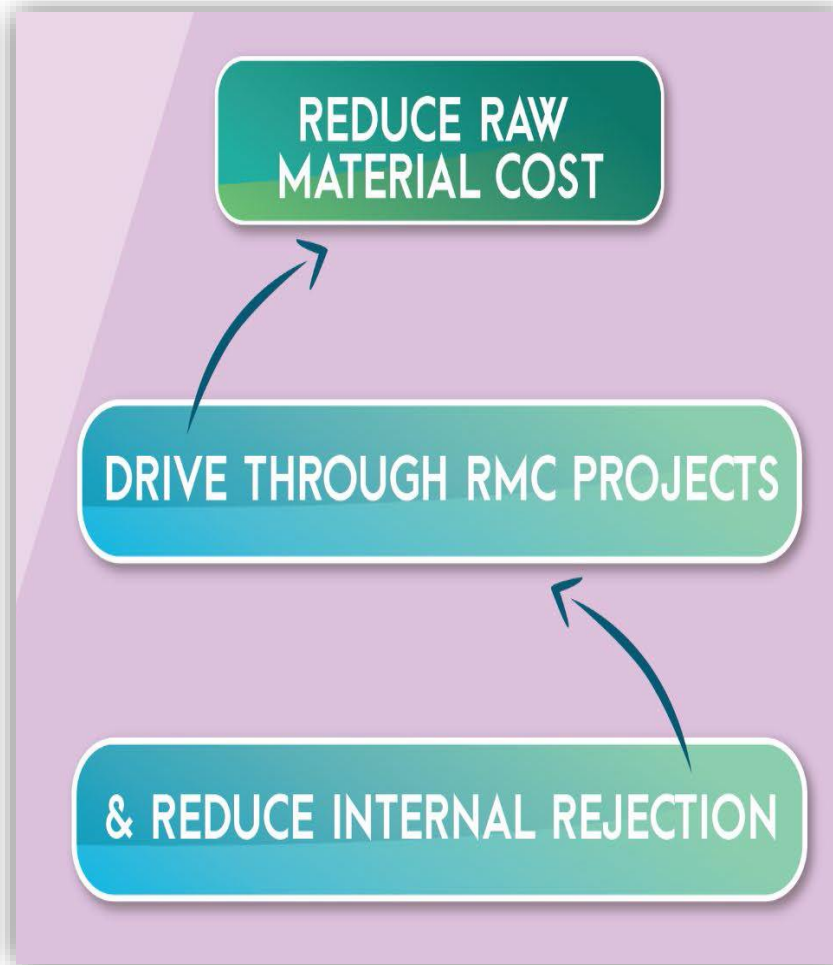 REDUCE RAW
MATERIAL COST
DRIVE THROUGH RMC PROJECTS
& REDUCE INTERNAL REJECTION